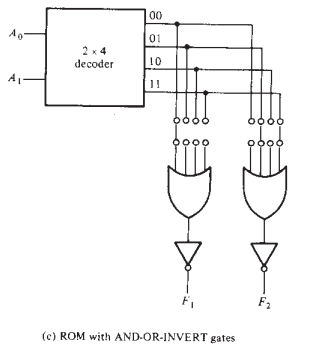 A₀
A₁
2 × 4
decoder
00
01
10
11
F₁
F₂
(c) ROM with AND-OR-INVERT gates